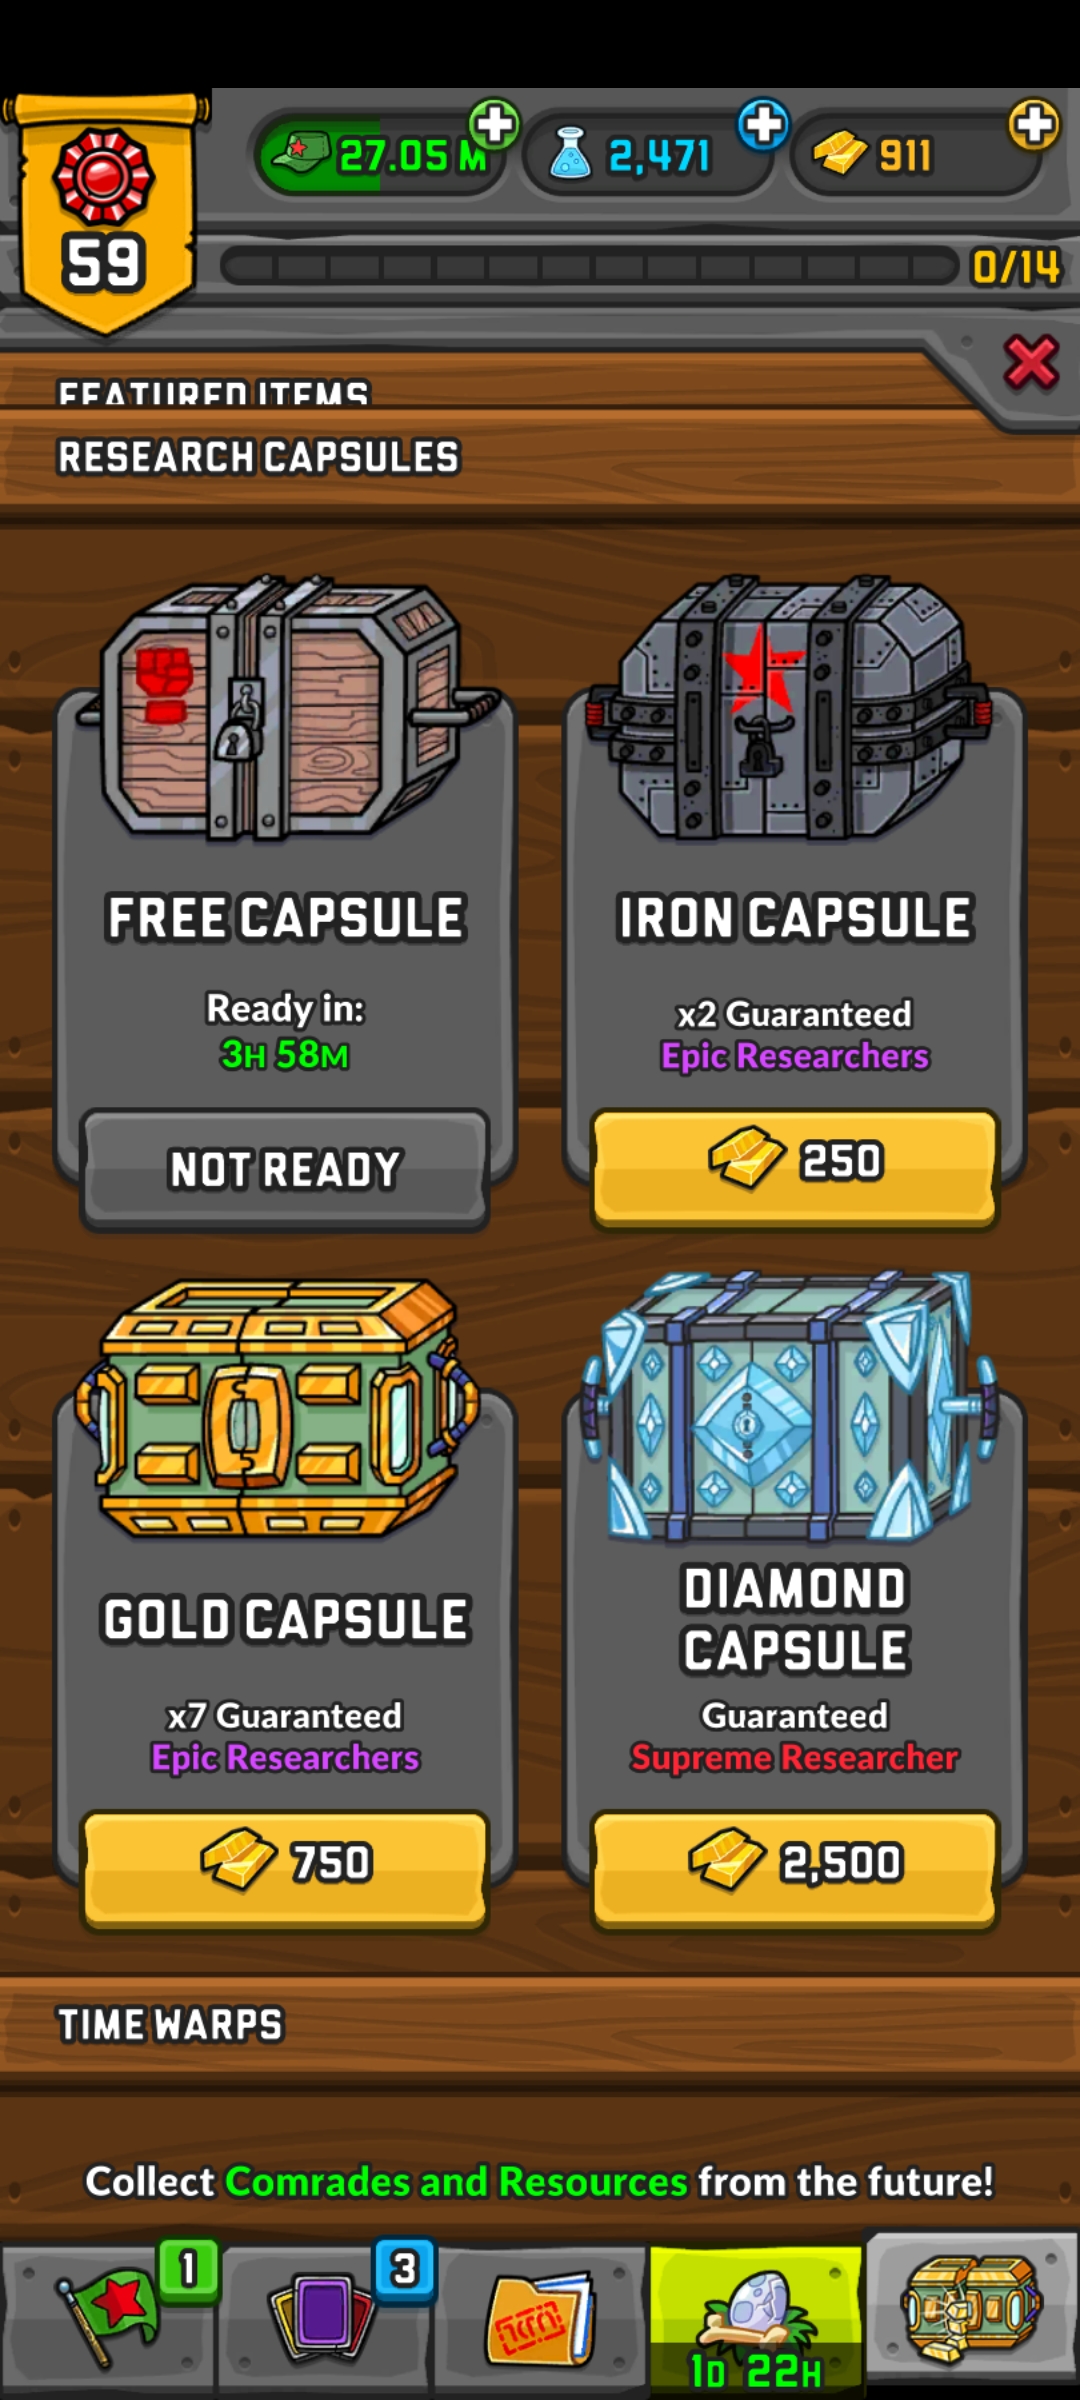 27.05 M
2,471
911
59
0/14
FEATURED ITEMS
RESEARCH CAPSULES
FREE CAPSULE
Ready in:
3H 58M
NOT READY
IRON CAPSULE
x2 Guaranteed
Epic Researchers
250
GOLD CAPSULE
x7 Guaranteed
Epic Researchers
750
DIAMOND
CAPSULE
Guaranteed
Supreme Researcher
2,500
TIME WARPS
Collect Comrades and Resources from the future!
1
3
1D 22H